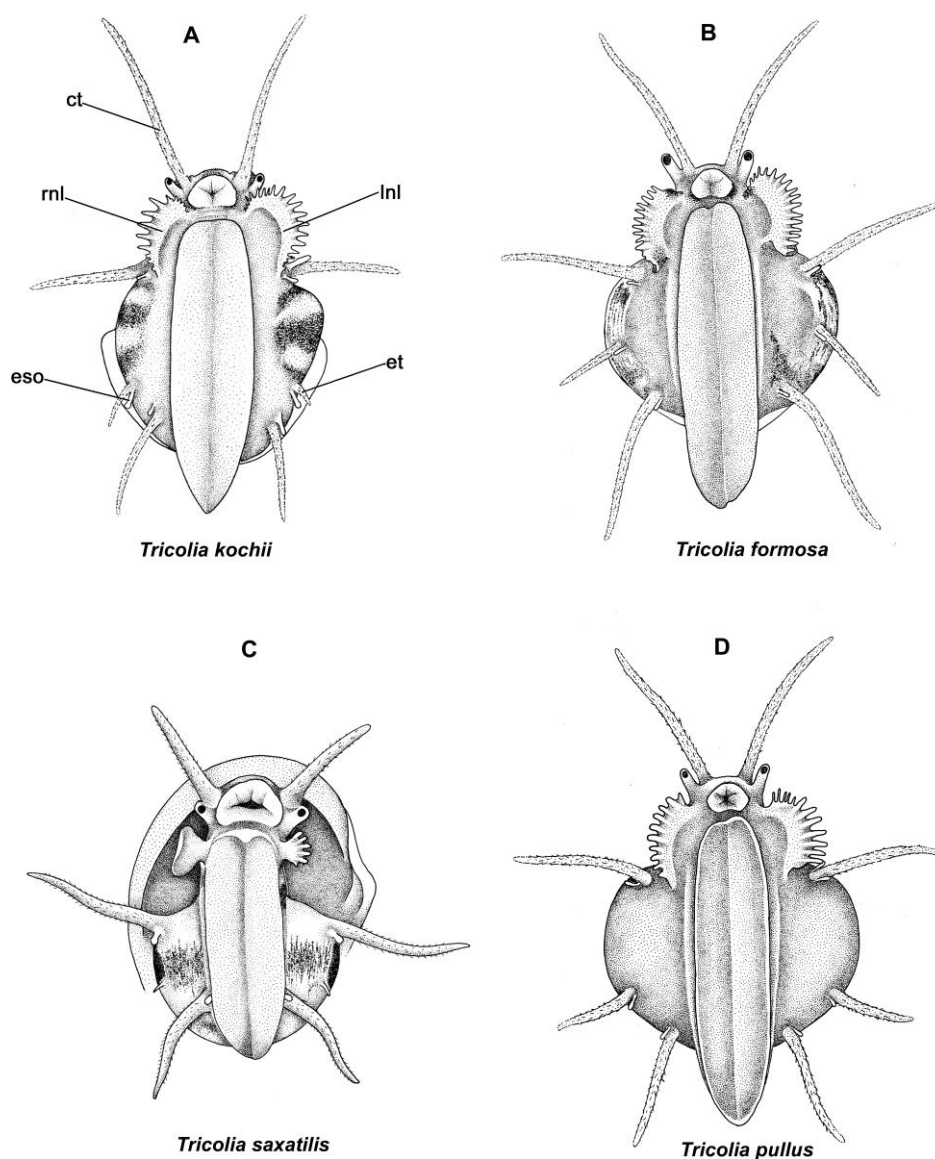 A
B
ct
rnl
lnl
eso
et
Tricolia kochii
Tricolia formosa
C
D
Tricolia saxatilis
Tricolia pullus